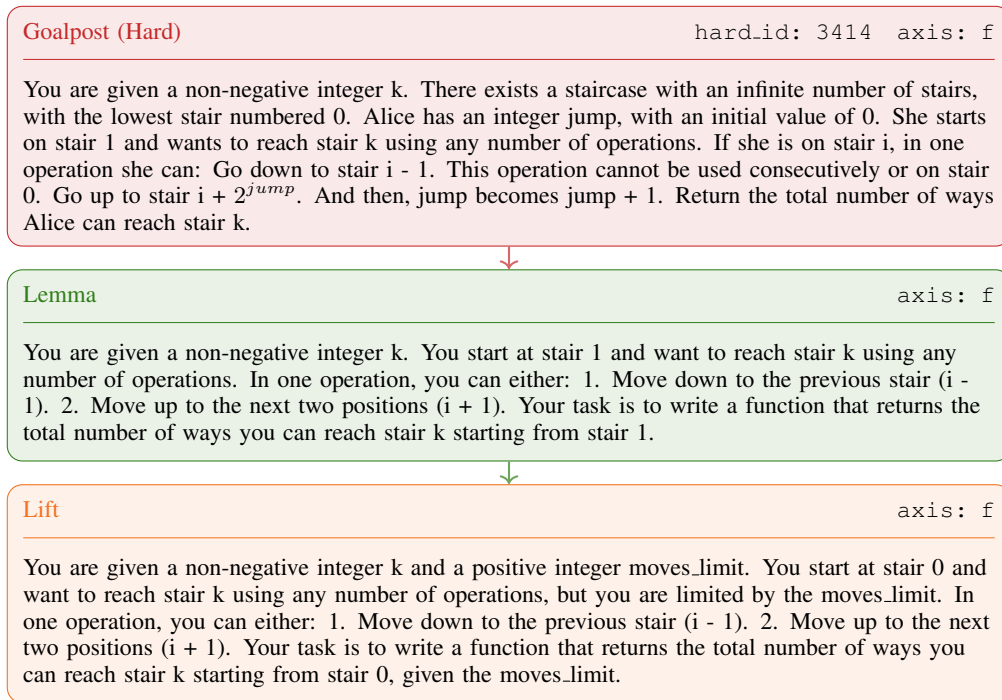 Goalpost (Hard) hard_id: 3414 axis: f
You are given a non-negative integer k. There exists a staircase with an infinite number of stairs,
with the lowest stair numbered 0. Alice has an integer jump, with an initial value of 0. She starts
on stair 1 and wants to reach stair k using any number of operations. If she is on stair i, in one
operation she can: Go down to stair i - 1. This operation cannot be used consecutively or on stair
0. Go up to stair i + 2^{jump}. And then, jump becomes jump + 1. Return the total number of ways
Alice can reach stair k.
Lemma axis: f
You are given a non-negative integer k. You start at stair 1 and want to reach stair k using any
number of operations. In one operation, you can either: 1. Move down to the previous stair (i -
1). 2. Move up to the next two positions (i + 1). Your task is to write a function that returns the
total number of ways you can reach stair k starting from stair 1.
Lift axis: f
You are given a non-negative integer k and a positive integer moves_limit. You start at stair 0 and
want to reach stair k using any number of operations, but you are limited by the moves_limit. In
one operation, you can either: 1. Move down to the previous stair (i - 1). 2. Move up to the next
two positions (i + 1). Your task is to write a function that returns the total number of ways you
can reach stair k starting from stair 0, given the moves_limit.